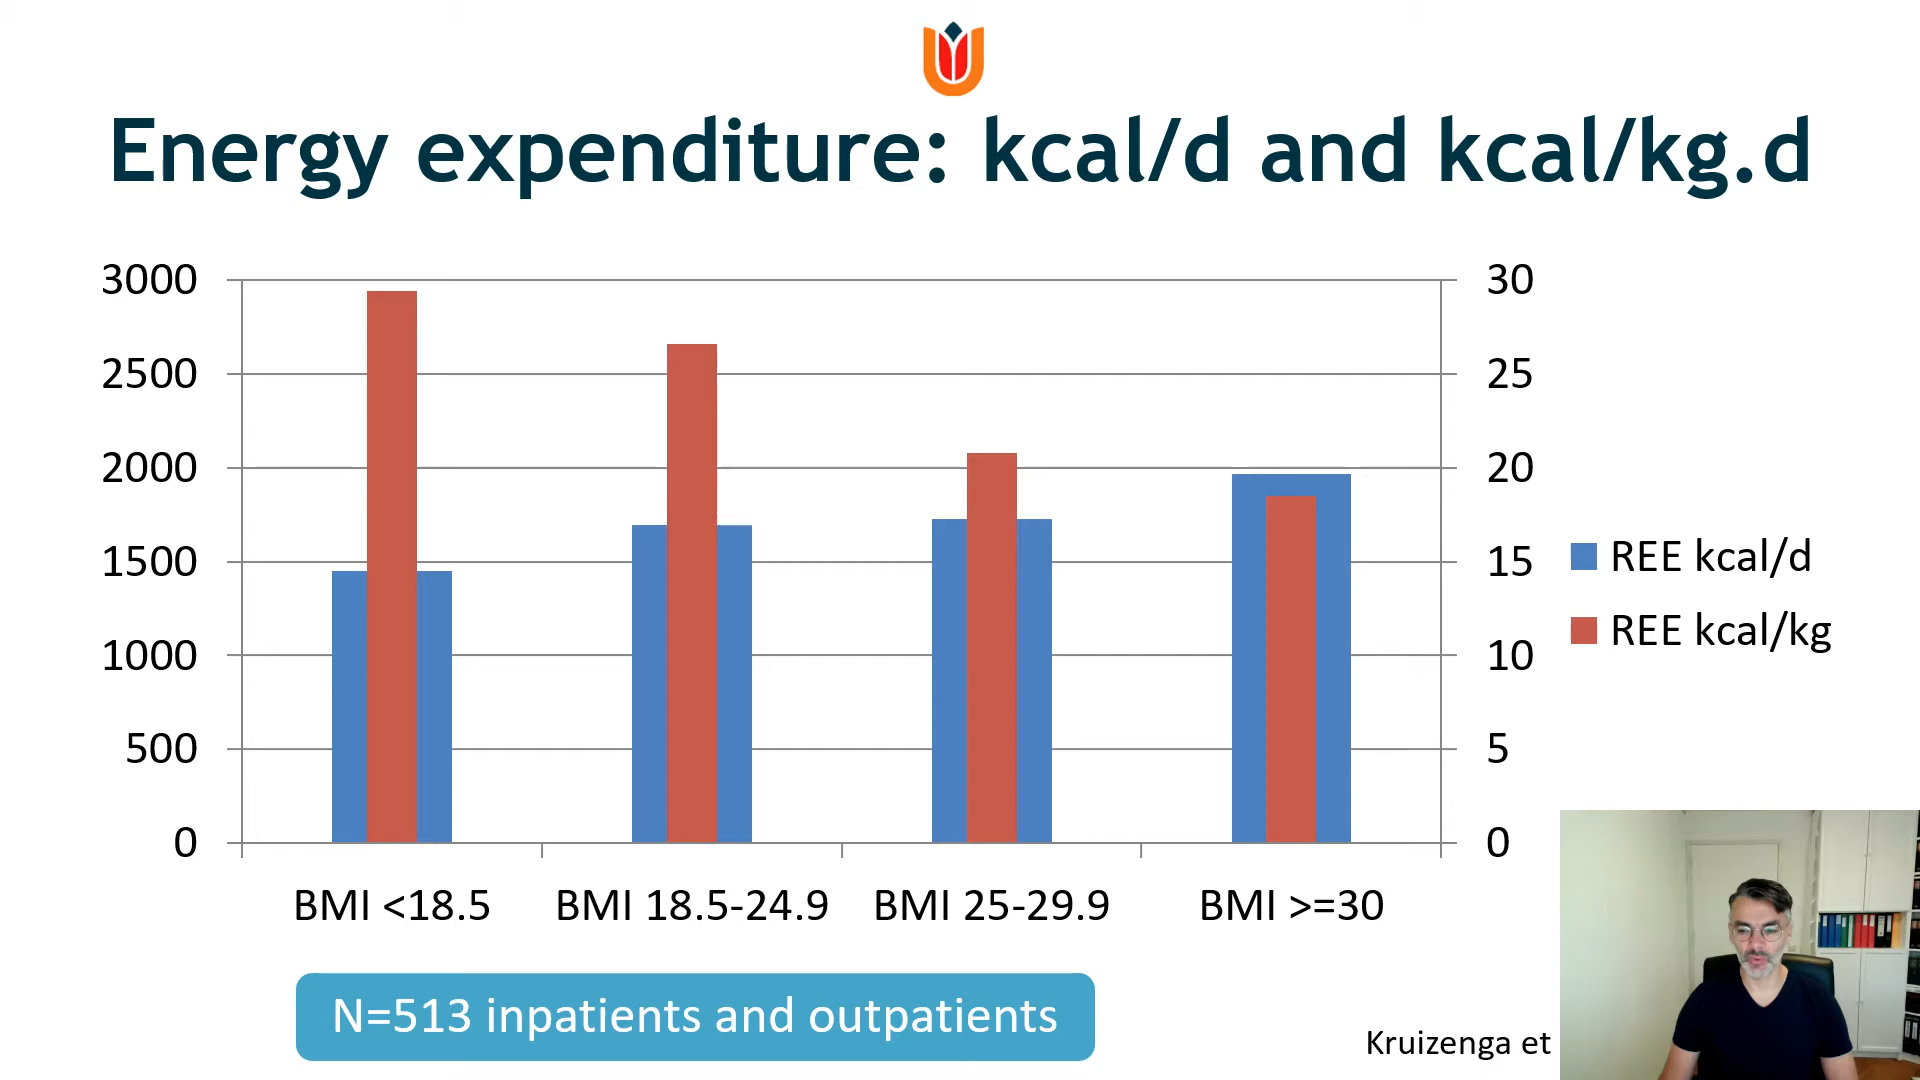 Energy expenditure: kcal/d and kcal/kg.d
3000
2500
2000
1500
1000
500
0
30
25
20
15
10
5
0
REE kcal/d
REE kcal/kg
BMI <18.5
BMI 18.5-24.9
BMI 25-29.9
BMI >=30
N=513 inpatients and outpatients
Kruizenga et